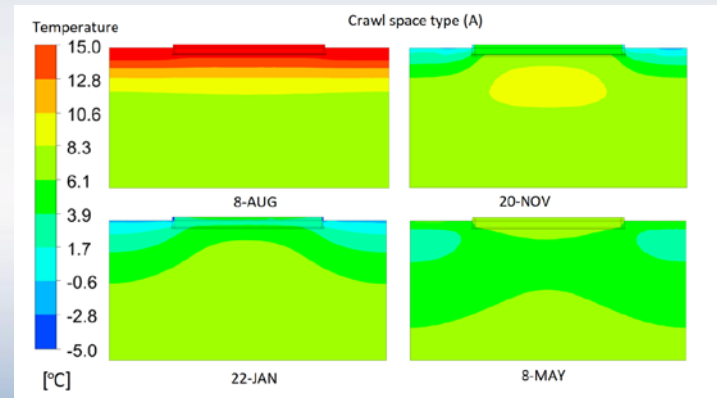 Temperature
Crawl space type (A)
15.0
12.8
10.6
8.3
6.1
3.9
1.7
-0.6
-2.8
-5.0
[°C]
8-AUG
20-NOV
22-JAN
8-MAY